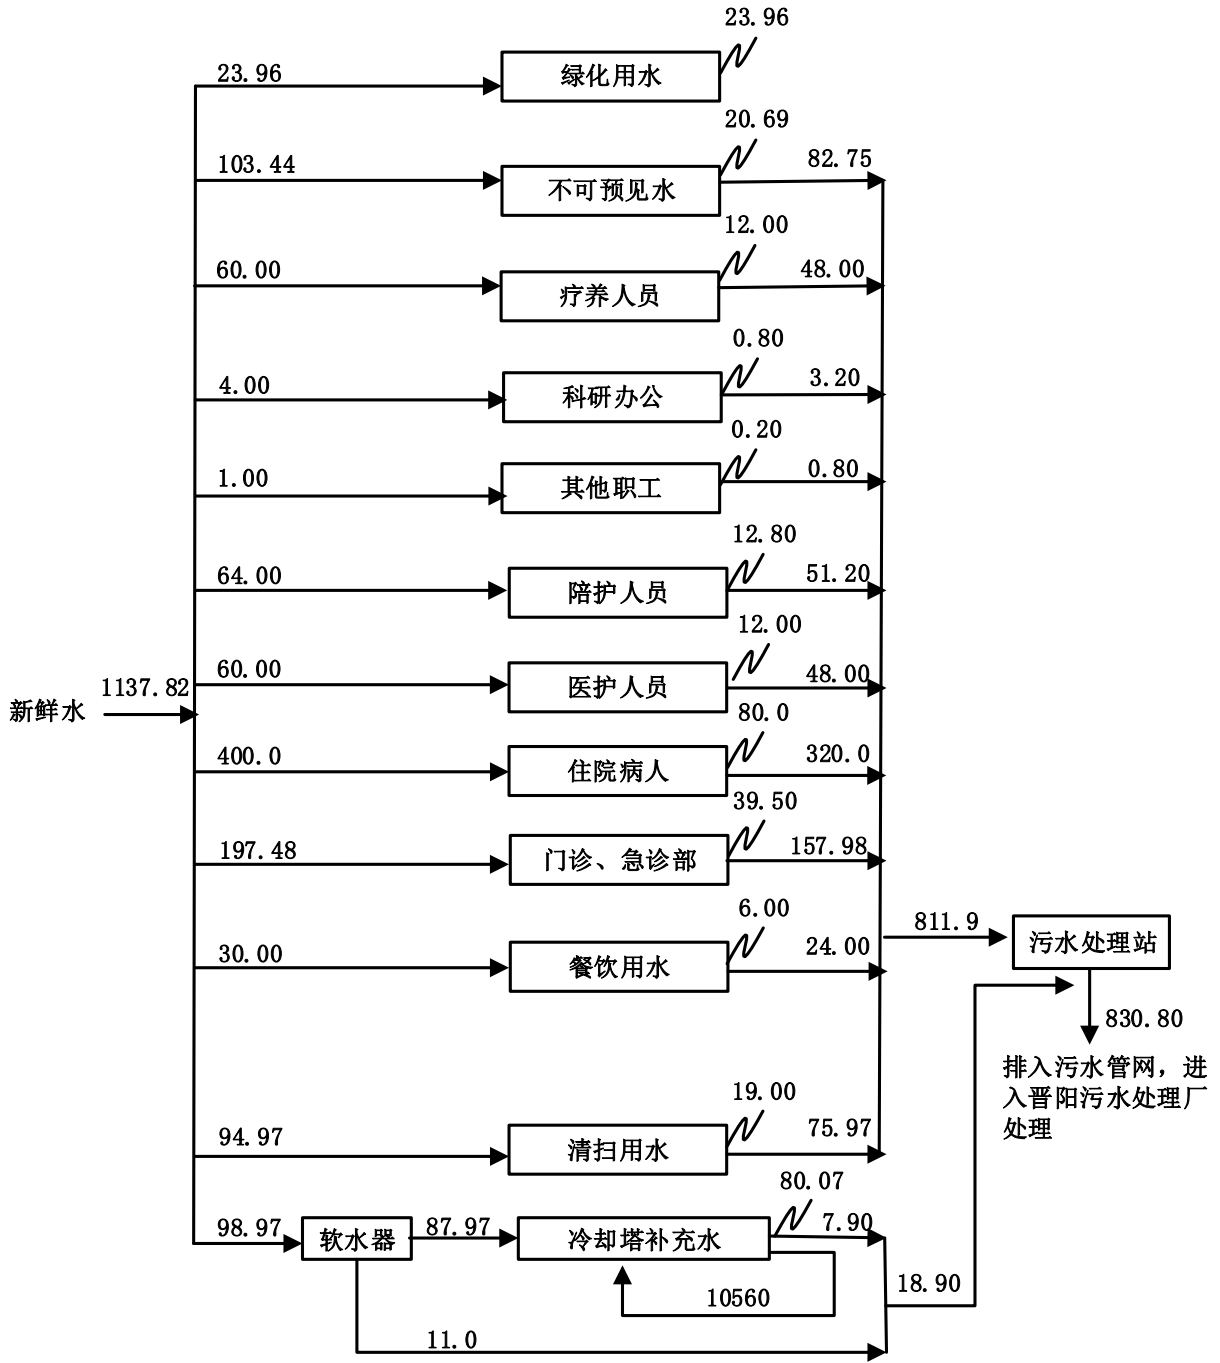 23.96
23.96
绿化用水
20.69
103.44
82.75
不可预见水
12.00
60.00
48.00
疗养人员
0.80
4.00
3.20
科研办公
0.20
1.00
0.80
其他职工
12.80
64.00
51.20
陪护人员
12.00
60.00
48.00
医护人员
1137.82
新鲜水
80.0
400.0
320.0
住院病人
39.50
197.48
157.98
门诊、急诊部
6.00
30.00
24.00
餐饮用水
811.9
污水处理站
830.80
排入污水管网，进
入晋阳污水处理厂
处理
19.00
94.97
75.97
清扫用水
80.07
98.97
软水器
87.97
冷却塔补充水
7.90
10560
18.90
11.0